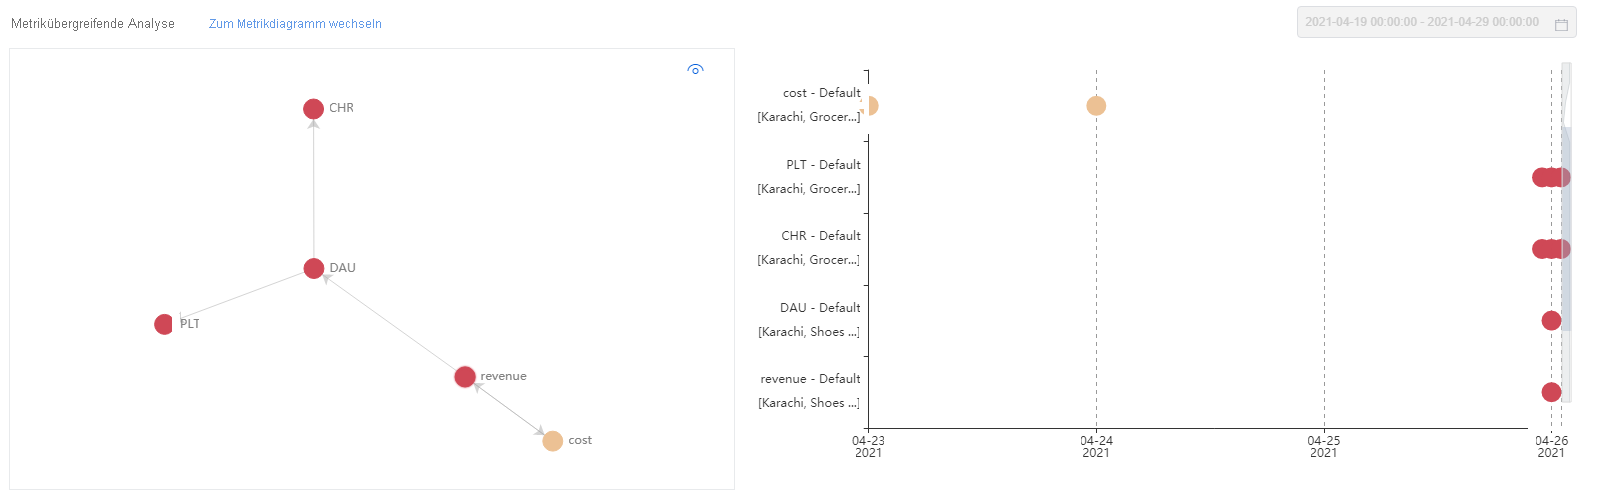 Metrikübergreifende Analyse
Zum Metrikdiagramm wechseln
2021-04-19 00:00:00 - 2021-04-29 00:00:00
CHR
DAU
PLT
revenue
cost
cost - Default
[Karachi, Grocer...]
PLT - Default
[Karachi, Grocer...]
CHR - Default
[Karachi, Grocer...]
DAU - Default
[Karachi, Shoes ...]
revenue - Default
[Karachi, Shoes ...]
04-23
2021
04-24
2021
04-25
2021
04-26
2021